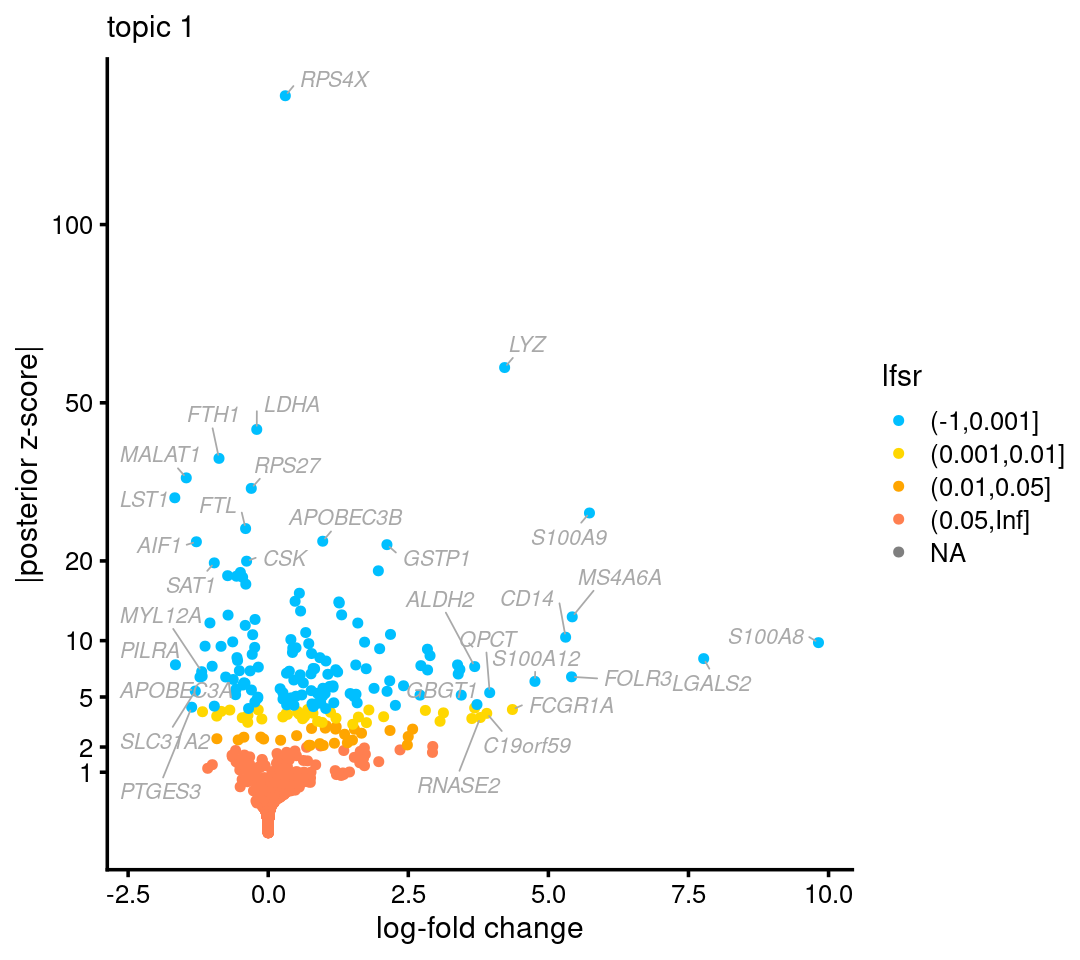 topic 1
RPS4X
100
LYZ
|posterior z-score|
50
LDHA
FTH1
MALAT1
RPS27
LST1
FTL
APOBEC3B
S100A9
AIF1
CSK
GSTP1
20
SAT1
MS4A6A
ALDH2
CD14
MYL12A
10
QPCT
S100A8
PILRA
S100A12
FOLR3
LGALS2
APOBEC3A
GBGT1
5
FCGR1A
SLC31A2
C19orf59
2
1
PTGES3
RNASE2
-2.5 0.0 2.5 5.0 7.5 10.0
log-fold change
lfsr
(-1,0.001]
(0.001,0.01]
(0.01,0.05]
(0.05,Inf]
NA